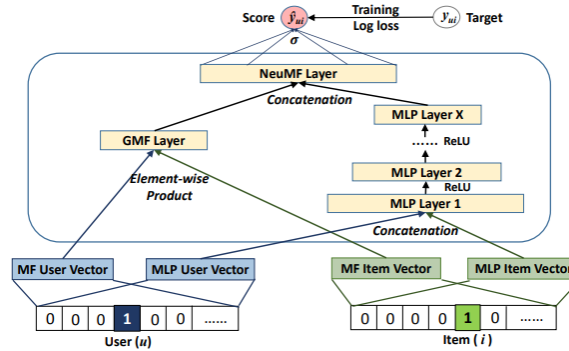 Score ŷui Training yui Target
Log loss
σ
NeuMF Layer
Concatenation
MLP Layer X
GMF Layer
...... ReLU
Element-wise
Product
MLP Layer 2
ReLU
MLP Layer 1
Concatenation
MF User Vector MLP User Vector MF Item Vector MLP Item Vector
0 0 0 1 0 0 ...... 0 0 0 0 1 0 ......
User (u) Item ( i )